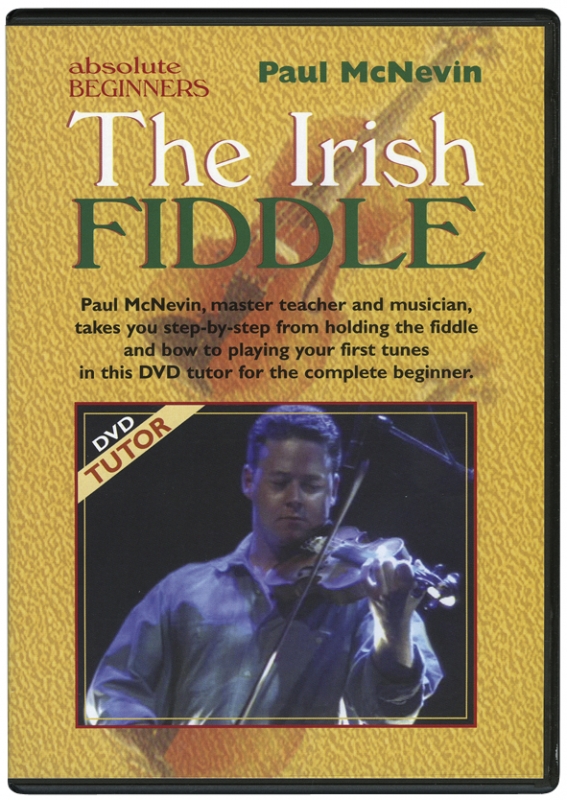 absolute
BEGINNERS
Paul McNevin
The Irish
FIDDLE
Paul McNevin, master teacher and musician,
takes you step-by-step from holding the fiddle
and bow to playing your first tunes
in this DVD tutor for the complete beginner.
DVD
TUTOR